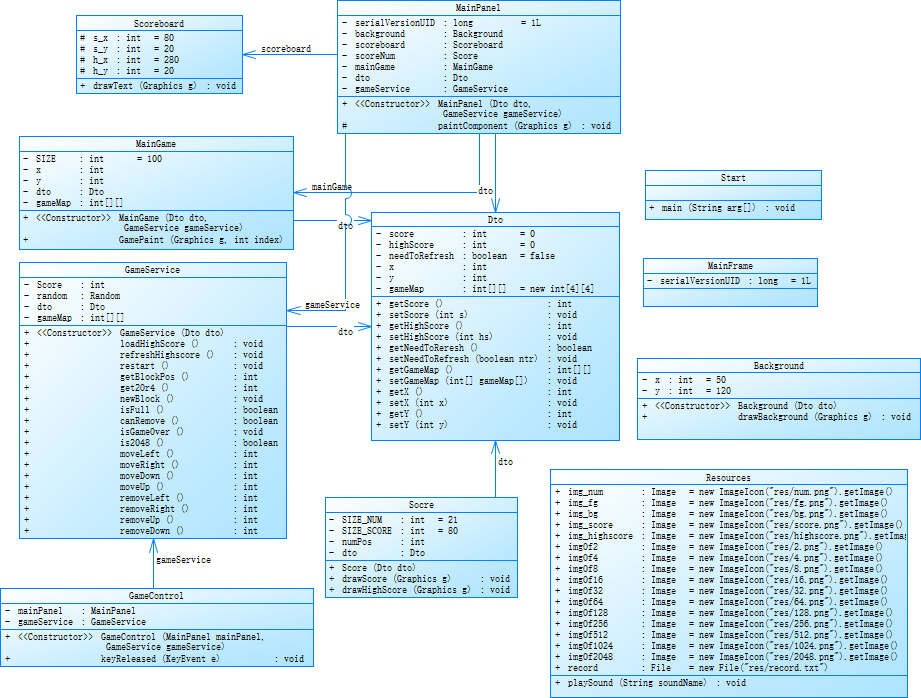 Scoreboard
# s_x : int = 80
# s_y : int = 20
# h_x : int = 280
# h_y : int = 20
+ drawText (Graphics g) : void
scoreboard
MainPanel
- serialVersionUID : long = 1L
- background : Background
- scoreboard : Scoreboard
- scoreNum : Score
- mainGame : MainGame
- dto : Dto
- gameService : GameService
+ <<Constructor>> MainPanel (Dto dto,
GameService gameService)
# paintComponent (Graphics g) : void
MainGame
- SIZE : int = 100
- x : int
- y : int
- dto : Dto
- gameMap : int[][]
+ <<Constructor>> MainGame (Dto dto,
GameService gameService)
+ GamePaint (Graphics g, int index)
mainGame
dto
dto
Start
+ main (String arg[]) : void
Dto
- score : int = 0
- highScore : int = 0
- needToRefresh : boolean = false
- x : int
- y : int
- gameMap : int[][] = new int[4][4]
+ getScore () : int
+ setScore (int s) : void
+ getHighScore () : int
+ setHighScore (int hs) : void
+ getNeedToReresh () : boolean
+ setNeedToRefresh (boolean ntr) : void
+ getGameMap () : int[][]
+ setGameMap (int[] gameMap[]) : void
+ getX () : int
+ setX (int x) : void
+ getY () : int
+ setY (int y) : void
MainFrame
- serialVersionUID : long = 1L
GameService
- Score : int
- random : Random
- dto : Dto
- gameMap : int[][]
+ <<Constructor>> GameService (Dto dto)
+ loadHighScore () : void
+ refreshHighscore () : void
+ restart () : void
+ getBlockPos () : int
+ get2Or4 () : int
+ newBlock () : void
+ isFull () : boolean
+ canRemove () : boolean
+ isGameOver () : void
+ is2048 () : boolean
+ moveLeft () : int
+ moveRight () : int
+ moveDown () : int
+ moveUp () : int
+ removeLeft () : int
+ removeRight () : int
+ removeUp () : int
+ removeDown () : int
gameService
dto
Background
- x : int = 50
- y : int = 120
+ <<Constructor>> Background (Dto dto)
+ drawBackground (Graphics g) : void
dto
Socre
- SIZE_NUM : int = 21
- SIZE_SCORE : int = 80
- numPos : int
- dto : Dto
+ Score (Dto dto)
+ drawScore (Graphics g) : void
+ drawHighScore (Graphics g) : void
Resources
+ img_num : Image = new ImageIcon("res/num.png").getImage()
+ img_fg : Image = new ImageIcon("res/fg.png").getImage()
+ img_bg : Image = new ImageIcon("res/bg.png").getImage()
+ img_score : Image = new ImageIcon("res/score.png").getImage()
+ img_highscore : Image = new ImageIcon("res/highscore.png").getImag
+ imgOf2 : Image = new ImageIcon("res/2.png").getImage()
+ imgOf4 : Image = new ImageIcon("res/4.png").getImage()
+ imgOf8 : Image = new ImageIcon("res/8.png").getImage()
+ imgOf16 : Image = new ImageIcon("res/16.png").getImage()
+ imgOf32 : Image = new ImageIcon("res/32.png").getImage()
+ imgOf64 : Image = new ImageIcon("res/64.png").getImage()
+ imgOf128 : Image = new ImageIcon("res/128.png").getImage()
+ imgOf256 : Image = new ImageIcon("res/256.png").getImage()
+ imgOf512 : Image = new ImageIcon("res/512.png").getImage()
+ imgOf1024 : Image = new ImageIcon("res/1024.png").getImage()
+ imgOf2048 : Image = new ImageIcon("res/2048.png").getImage()
+ record : File = new File("res/record.txt")
+ playSound (String soundName) : void
gameService
GameControl
- mainPanel : MainPanel
- gameService : GameService
+ <<Constructor>> GameControl (MainPanel mainPanel,
GameService gameService)
+ keyReleased (KeyEvent e) : void